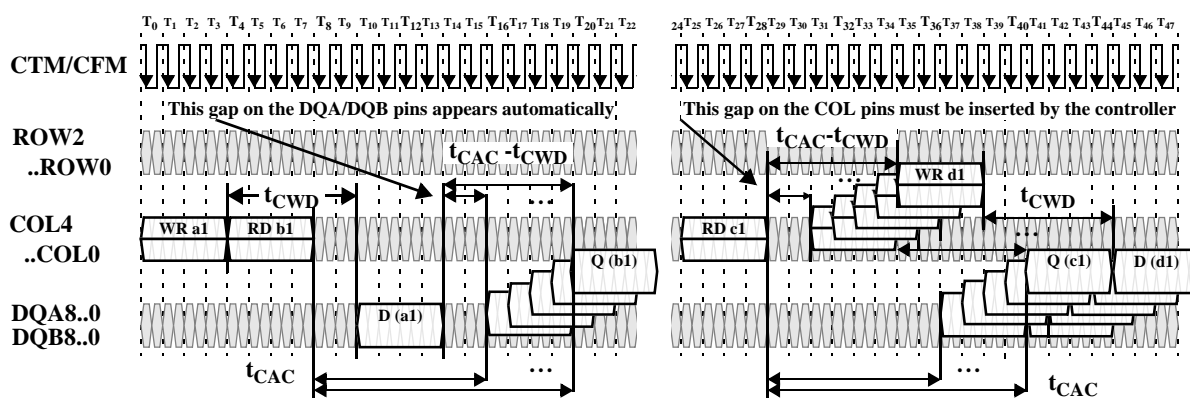 T0 T1 T2 T3 T4 T5 T6 T7 T8 T9 T10 T11 T12 T13 T14 T15 T16 T17 T18 T19 T20 T21 T22 24 T25 T26 T27 T28 T29 T30 T31 T32 T33 T34 T35 T36 T37 T38 T39 T40 T41 T42 T43 T44 T45 T46 T47
CTM/CFM
This gap on the DQA/DQB pins appears automatically
This gap on the COL pins must be inserted by the controller
ROW2
..ROW0
tCAC -tCWD
tCAC-tCWD
...
WR d1
tCWD
...
tCWD
COL4
..COL0
WR a1 RD b1
RD c1
...
Q (b1)
Q (c1) D (d1)
DQA8..0
DQB8..0
D (a1)
tCAC
...
...
tCAC